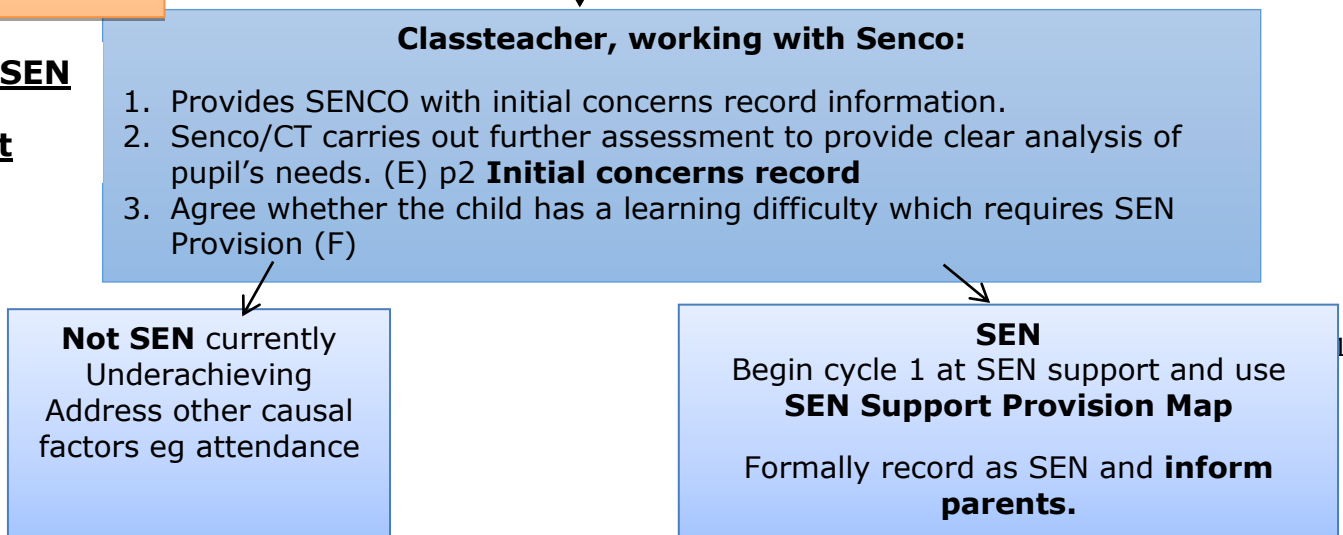 SEN
t
Classteacher, working with Senco:
1. Provides SENCO with initial concerns record information.
2. Senco/CT carries out further assessment to provide clear analysis of
pupil's needs. (E) p2 Initial concerns record
3. Agree whether the child has a learning difficulty which requires SEN
Provision (F)
Not SEN currently
Underachieving
Address other causal
factors eg attendance
SEN
Begin cycle 1 at SEN support and use
SEN Support Provision Map
Formally record as SEN and inform
parents.